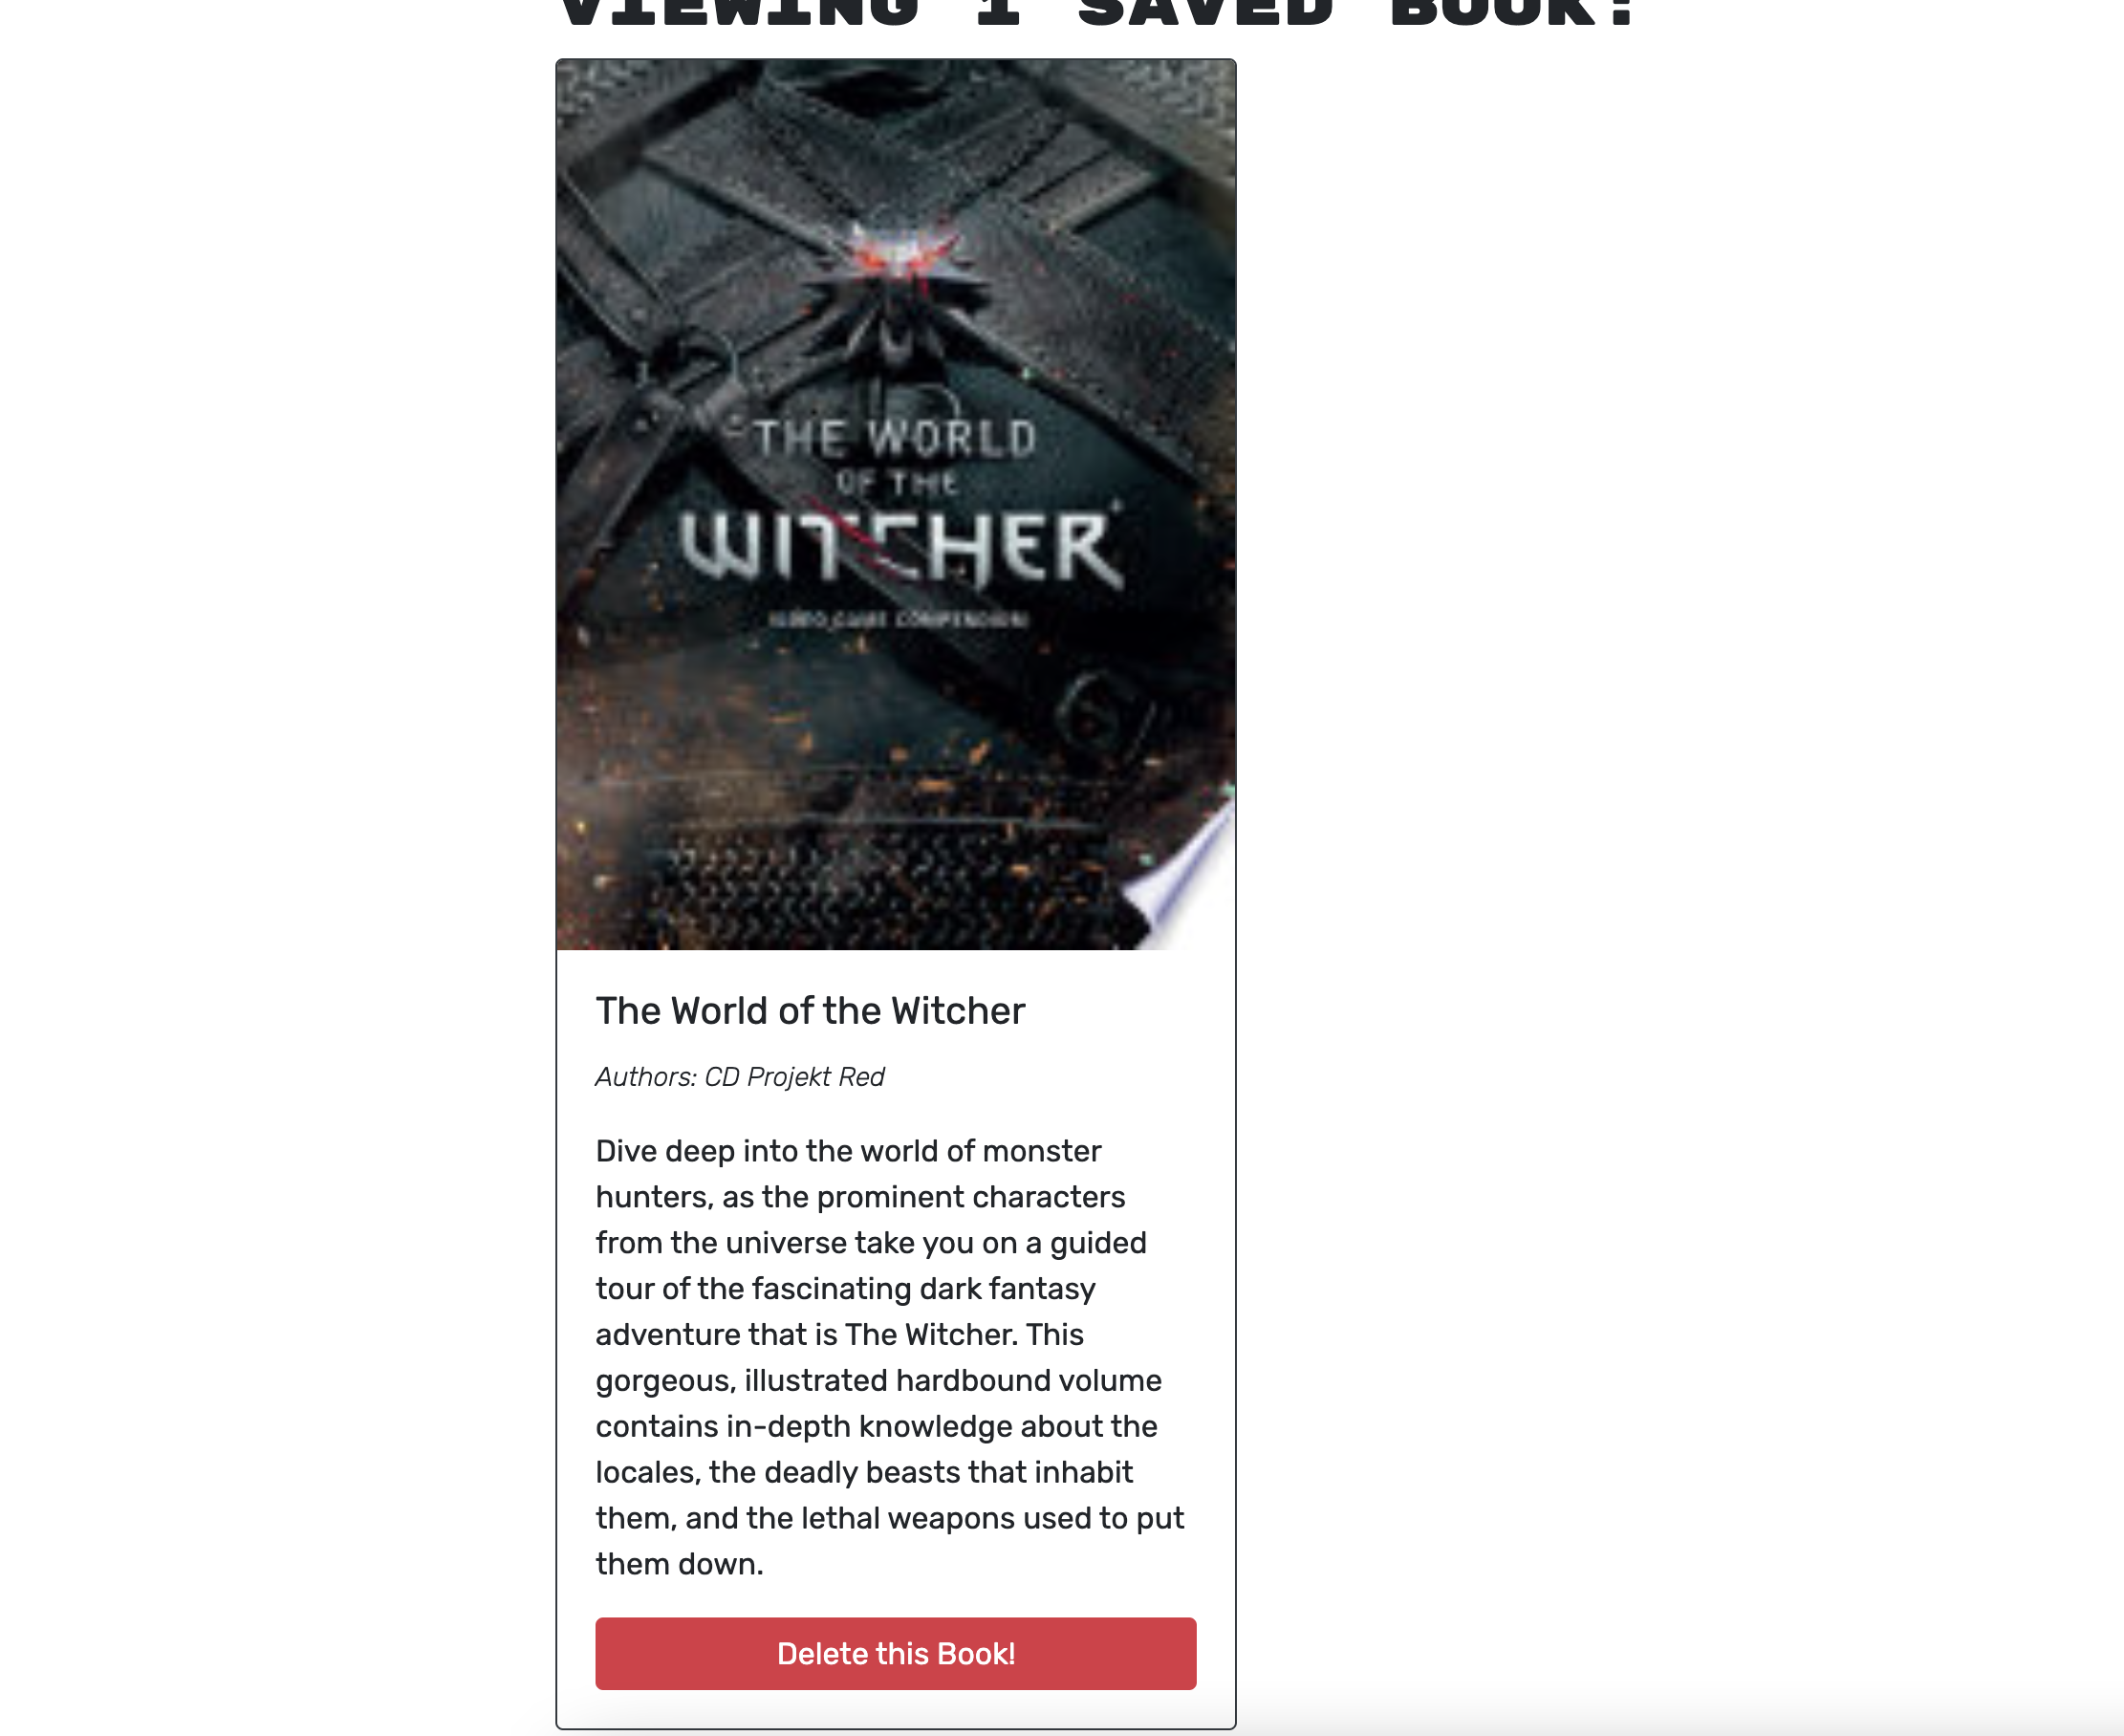 VIEWING 1 SAVED BOOK:
THE WORLD
OF THE
WITCHER
VIDEO GAME COMPENDIUM
The World of the Witcher
Authors: CD Projekt Red
Dive deep into the world of monster
hunters, as the prominent characters
from the universe take you on a guided
tour of the fascinating dark fantasy
adventure that is The Witcher. This
gorgeous, illustrated hardbound volume
contains in-depth knowledge about the
locales, the deadly beasts that inhabit
them, and the lethal weapons used to put
them down.
Delete this Book!